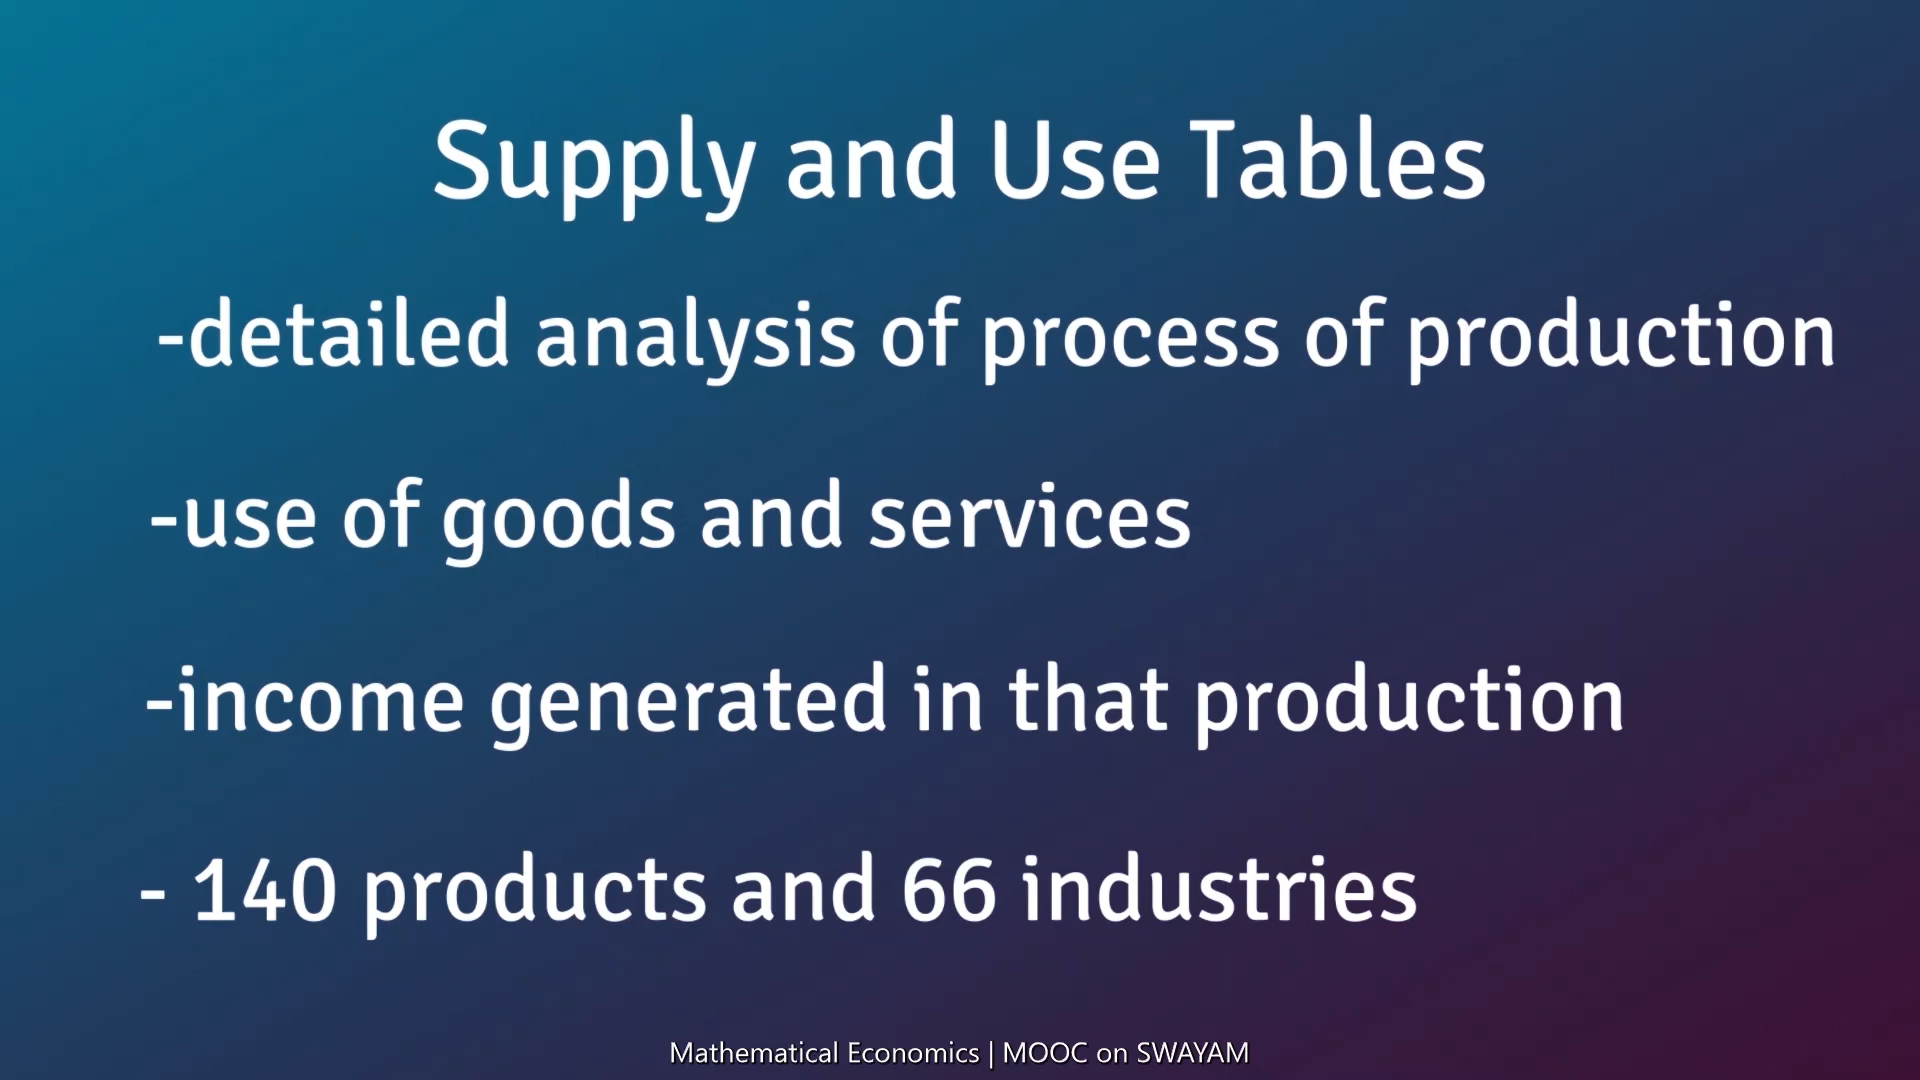 Supply and Use Tables
-detailed analysis of process of production
-use of goods and services
-income generated in that production
- 140 products and 66 industries
Mathematical Economics | MOOC on SWAYAM